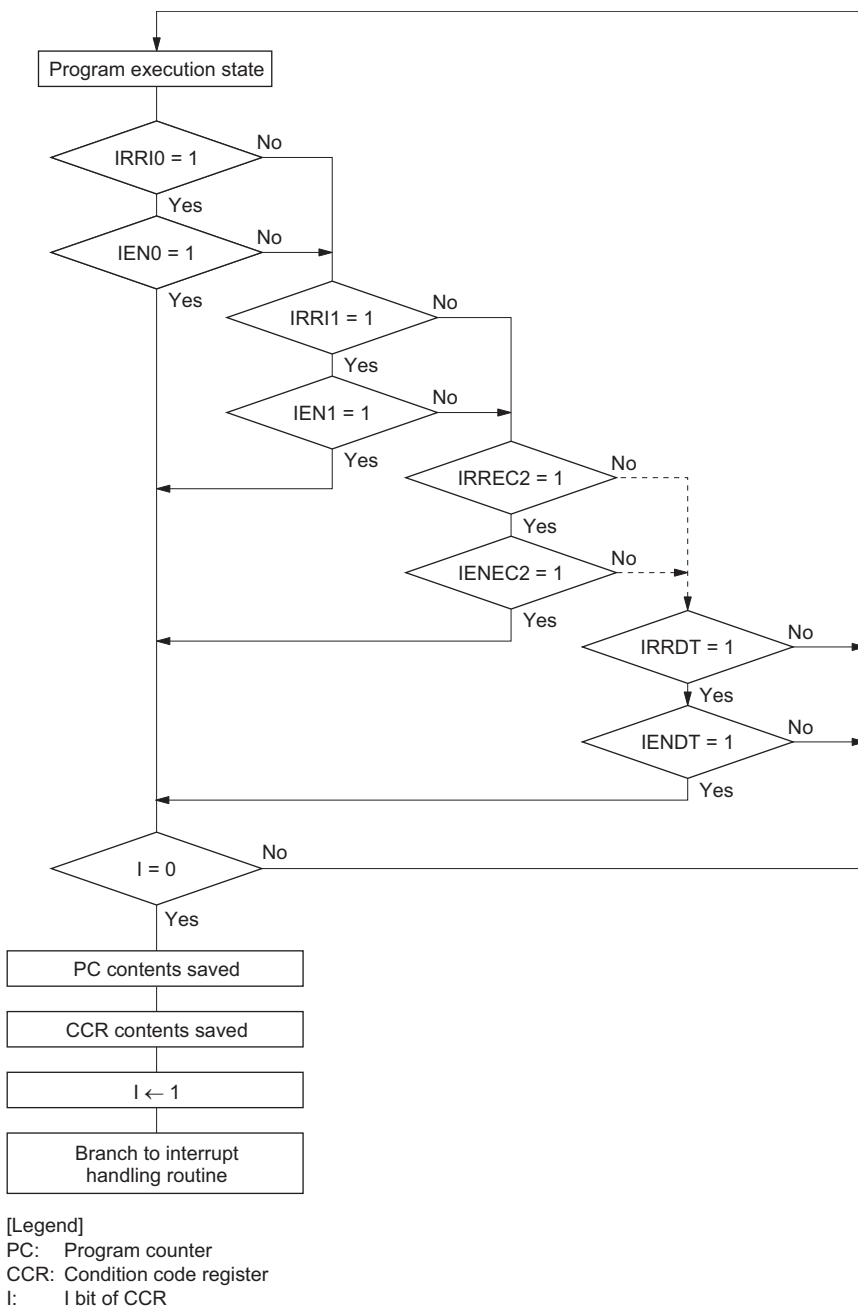 Program execution state
IRRI0 = 1
No
Yes
IEN0 = 1
No
Yes
IRRI1 = 1
No
Yes
IEN1 = 1
No
Yes
IRREC2 = 1
No
Yes
IENEC2 = 1
No
Yes
IRRDT = 1
No
Yes
IENDT = 1
No
Yes
I = 0
No
Yes
PC contents saved
CCR contents saved
I ← 1
Branch to interrupt
handling routine
[Legend]
PC: Program counter
CCR: Condition code register
I: I bit of CCR